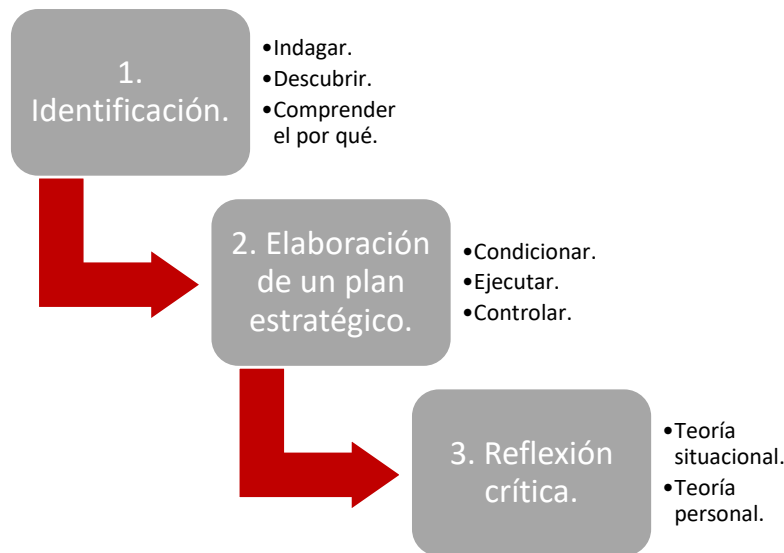 1.
Identificación.
•Indagar.
•Descubrir.
•Comprender
el por qué.
2. Elaboración
de un plan
estratégico.
•Condicionar.
•Ejecutar.
•Controlar.
3. Reflexión
crítica.
•Teoría
situacional.
•Teoría
personal.